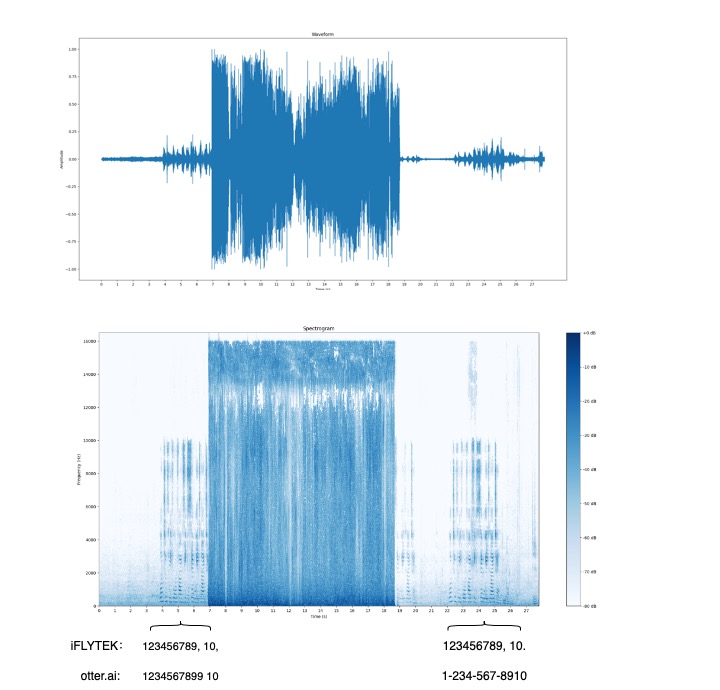 Waveform
1.00
0.75
0.50
0.25
0.00
−0.25
−0.50
−0.75
−1.00
Amplitude
0 1 2 3 4 5 6 7 8 9 10 11 12 13 14 15 16 17 18 19 20 21 22 23 24 25 26 27
Spectrogram
16000
14000
12000
10000
8000
6000
4000
2000
0
Frequency (Hz)
0 1 2 3 4 5 6 7 8 9 10 11 12 13 14 15 16 17 18 19 20 21 22 23 24 25 26 27
Time (s)
+0 dB
-10 dB
-20 dB
-30 dB
-40 dB
-50 dB
-60 dB
-70 dB
-80 dB
iFLYTEK: 123456789, 10, 123456789, 10.
otter.ai: 1234567899 10 1-234-567-8910